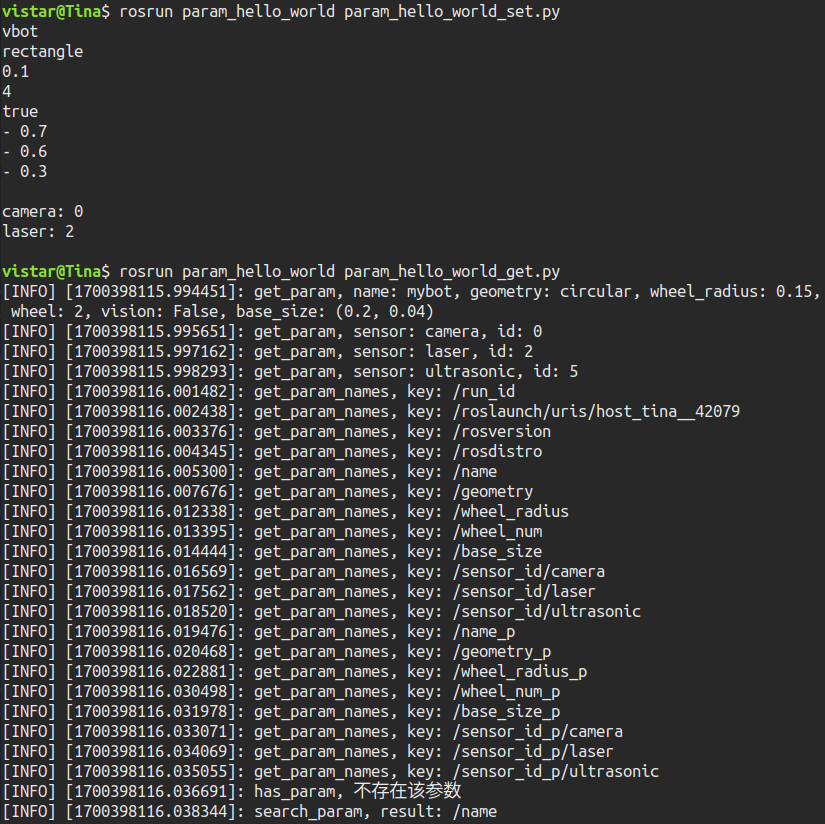 vistar@Tina$ rosrun param_hello_world param_hello_world_set.py
vbot
rectangle
0.1
4
true
- 0.7
- 0.6
- 0.3
camera: 0
laser: 2
vistar@Tina$ rosrun param_hello_world param_hello_world_get.py
[INFO] [1700398115.994451]: get_param, name: mybot, geometry: circular, wheel_radius: 0.15,
 wheel: 2, vision: False, base_size: (0.2, 0.04)
[INFO] [1700398115.995651]: get_param, sensor: camera, id: 0
[INFO] [1700398115.997162]: get_param, sensor: laser, id: 2
[INFO] [1700398115.998293]: get_param, sensor: ultrasonic, id: 5
[INFO] [1700398116.001482]: get_param_names, key: /run_id
[INFO] [1700398116.002438]: get_param_names, key: /roslaunch/uris/host_tina__42079
[INFO] [1700398116.003376]: get_param_names, key: /rosversion
[INFO] [1700398116.004345]: get_param_names, key: /rosdistro
[INFO] [1700398116.005300]: get_param_names, key: /name
[INFO] [1700398116.007676]: get_param_names, key: /geometry
[INFO] [1700398116.012338]: get_param_names, key: /wheel_radius
[INFO] [1700398116.013395]: get_param_names, key: /wheel_num
[INFO] [1700398116.014444]: get_param_names, key: /base_size
[INFO] [1700398116.016569]: get_param_names, key: /sensor_id/camera
[INFO] [1700398116.017562]: get_param_names, key: /sensor_id/laser
[INFO] [1700398116.018520]: get_param_names, key: /sensor_id/ultrasonic
[INFO] [1700398116.019476]: get_param_names, key: /name_p
[INFO] [1700398116.020468]: get_param_names, key: /geometry_p
[INFO] [1700398116.022881]: get_param_names, key: /wheel_radius_p
[INFO] [1700398116.030498]: get_param_names, key: /wheel_num_p
[INFO] [1700398116.031978]: get_param_names, key: /base_size_p
[INFO] [1700398116.033071]: get_param_names, key: /sensor_id_p/camera
[INFO] [1700398116.034069]: get_param_names, key: /sensor_id_p/laser
[INFO] [1700398116.035055]: get_param_names, key: /sensor_id_p/ultrasonic
[INFO] [1700398116.036691]: has_param, 不存在该参数
[INFO] [1700398116.038344]: search_param, result: /name